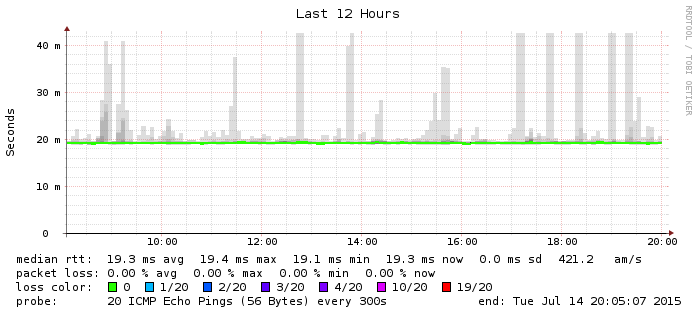 Last 12 Hours
RRDTOOL / TOBI OETIKER
Seconds
40 m
30 m
20 m
10 m
0
10:00 12:00 14:00 16:00 18:00 20:00
median rtt: 19.3 ms avg 19.4 ms max 19.1 ms min 19.3 ms now 0.0 ms sd 421.2 am/s
packet loss: 0.00 % avg 0.00 % max 0.00 % min 0.00 % now
loss color: 0 1/20 2/20 3/20 4/20 10/20 19/20
probe: 20 ICMP Echo Pings (56 Bytes) every 300s end: Tue Jul 14 20:05:07 2015